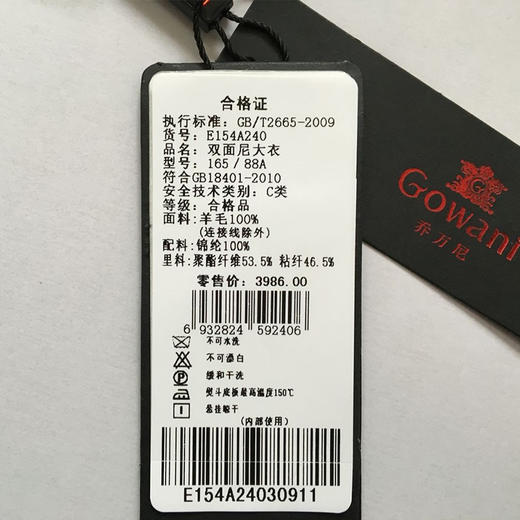 合格证
执行标准：GB/T2665-2009
货号：E154A240
品名：双面尼大衣
型号：165/88A
符合GB18401-2010
安全技术类别：C类
等级：合格品
面料：羊毛100%
(连接线除外)
配料：锦纶100%
里料：聚酯纤维53.5% 粘纤46.5%
零售价：3986.00
6 932824 592406
不可水洗
不可漂白
缓和干洗
熨斗底板最高温度150℃
悬挂晾干
(内部使用)
E154A24030911
G
Gowani
乔万尼